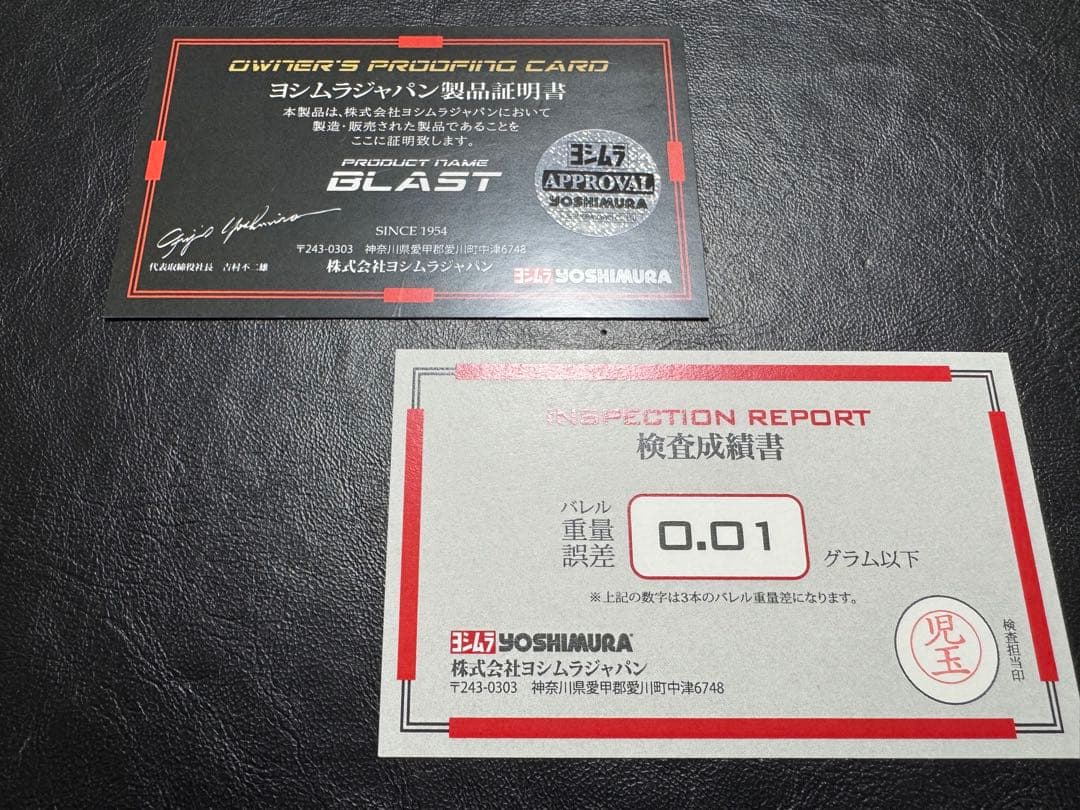 OWNER'S PROOFING CARD
ヨシムラジャパン製品証明書
本製品は、株式会社ヨシムラジャパンにおいて
製造・販売された製品であることを
ここに証明致します。
PRODUCT NAME
BLAST
ヨシムラ
APPROVAL
YOSHIMURA
SINCE 1954
〒243-0303 神奈川県愛甲郡愛川町中津6748
代表取締役社長 吉村不二雄
株式会社ヨシムラジャパン
ヨシムラ YOSHIMURA
INSPECTION REPORT
検査成績書
バレル
重量
誤差
0.01
グラム以下
※上記の数字は3本のバレル重量差になります。
ヨシムラ YOSHIMURA
株式会社ヨシムラジャパン
〒243-0303 神奈川県愛甲郡愛川町中津6748
児玉
検査担当印